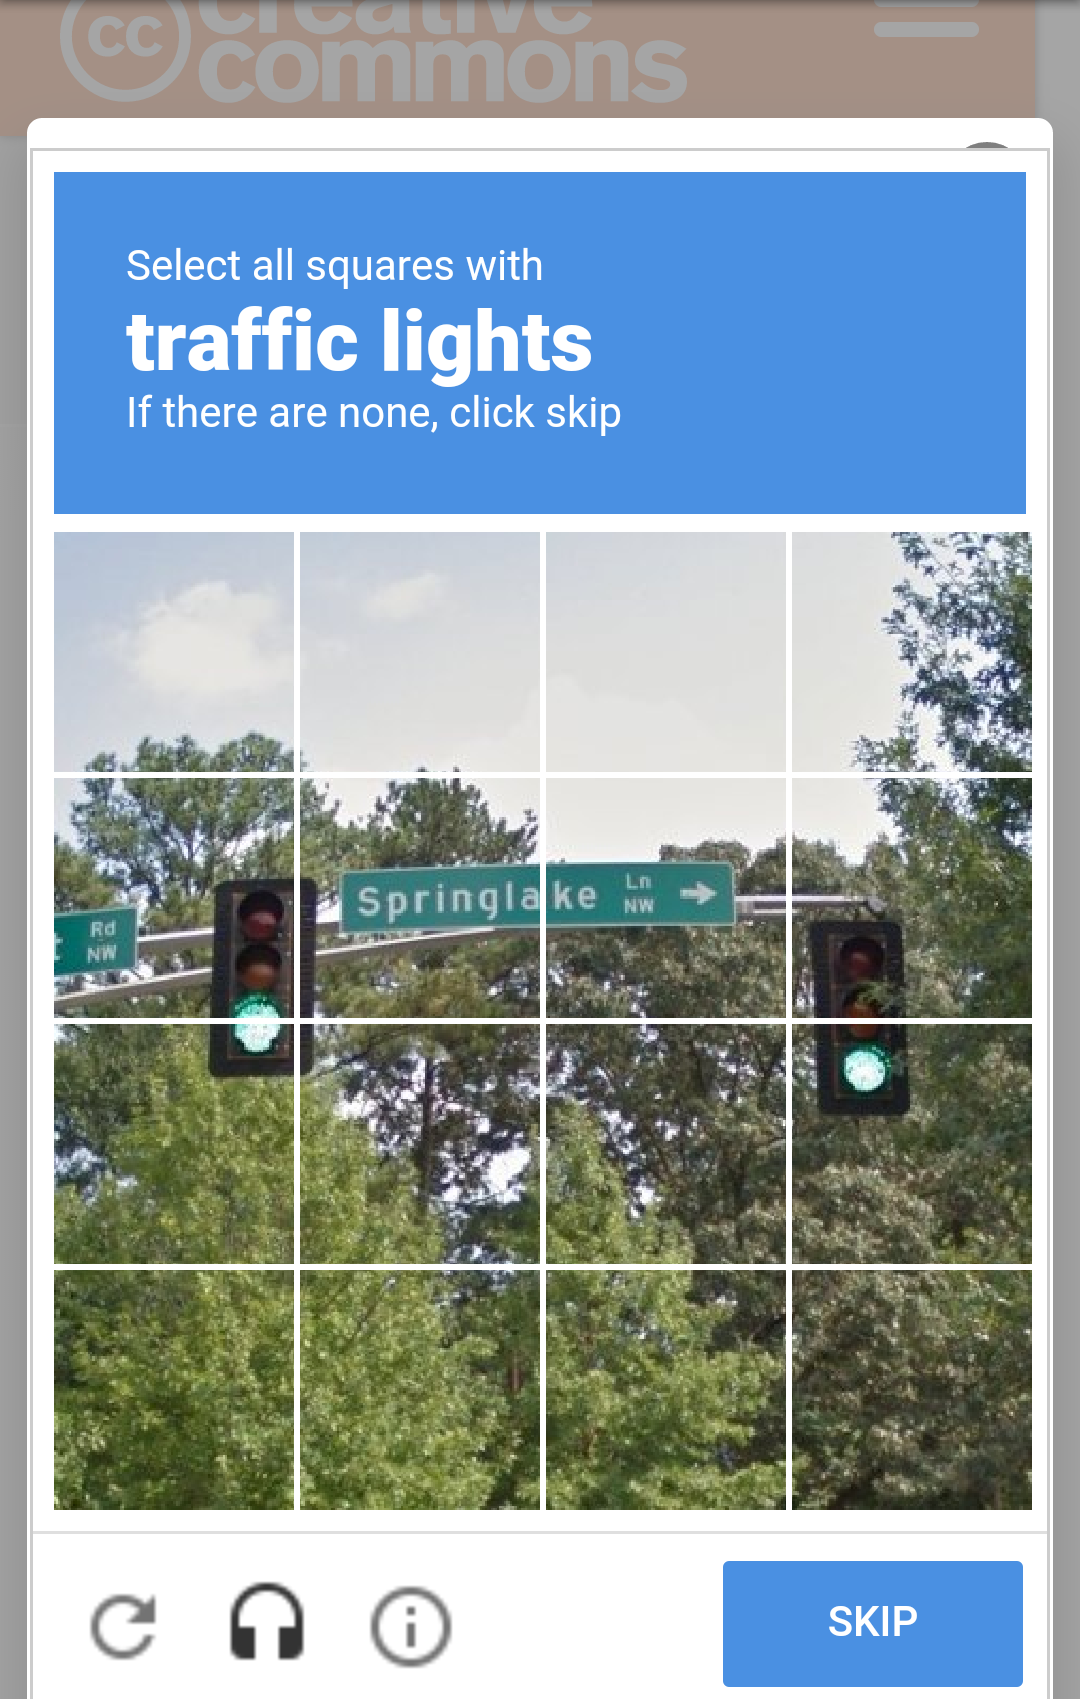 creative
commons
cc
Select all squares with
traffic lights
If there are none, click skip
Springlake Ln NW →
t Rd NW
SKIP